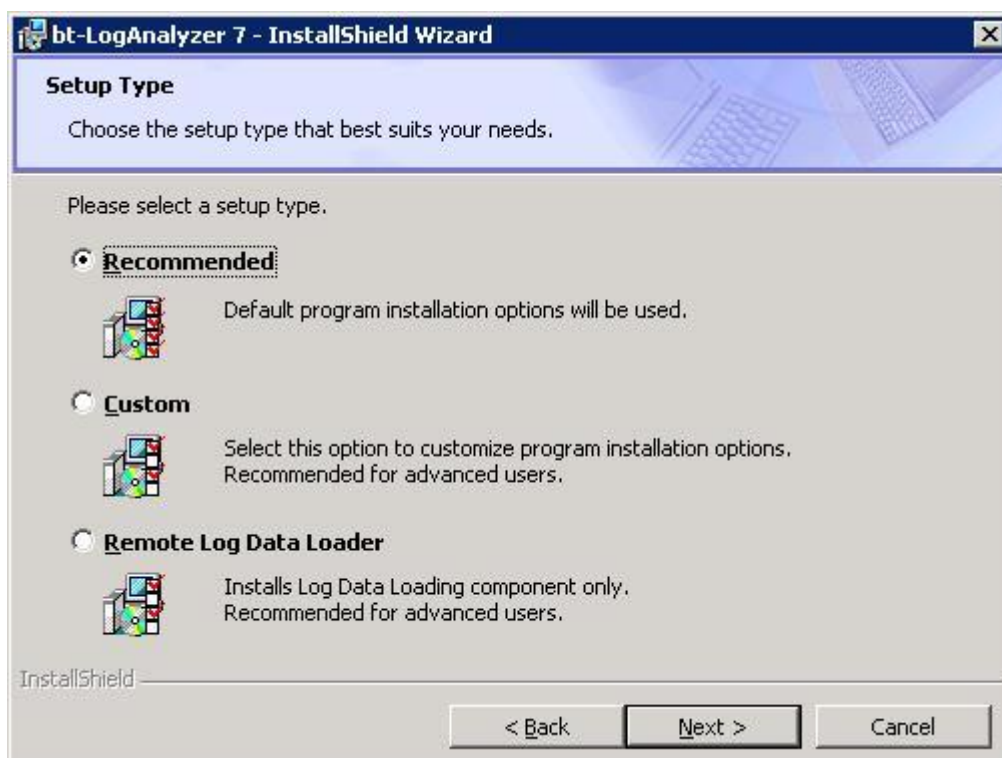 bt-LogAnalyzer 7 - InstallShield Wizard
Setup Type
Choose the setup type that best suits your needs.
Please select a setup type.
Recommended
Default program installation options will be used.
Custom
Select this option to customize program installation options.
Recommended for advanced users.
Remote Log Data Loader
Installs Log Data Loading component only.
Recommended for advanced users.
InstallShield
< Back
Next >
Cancel